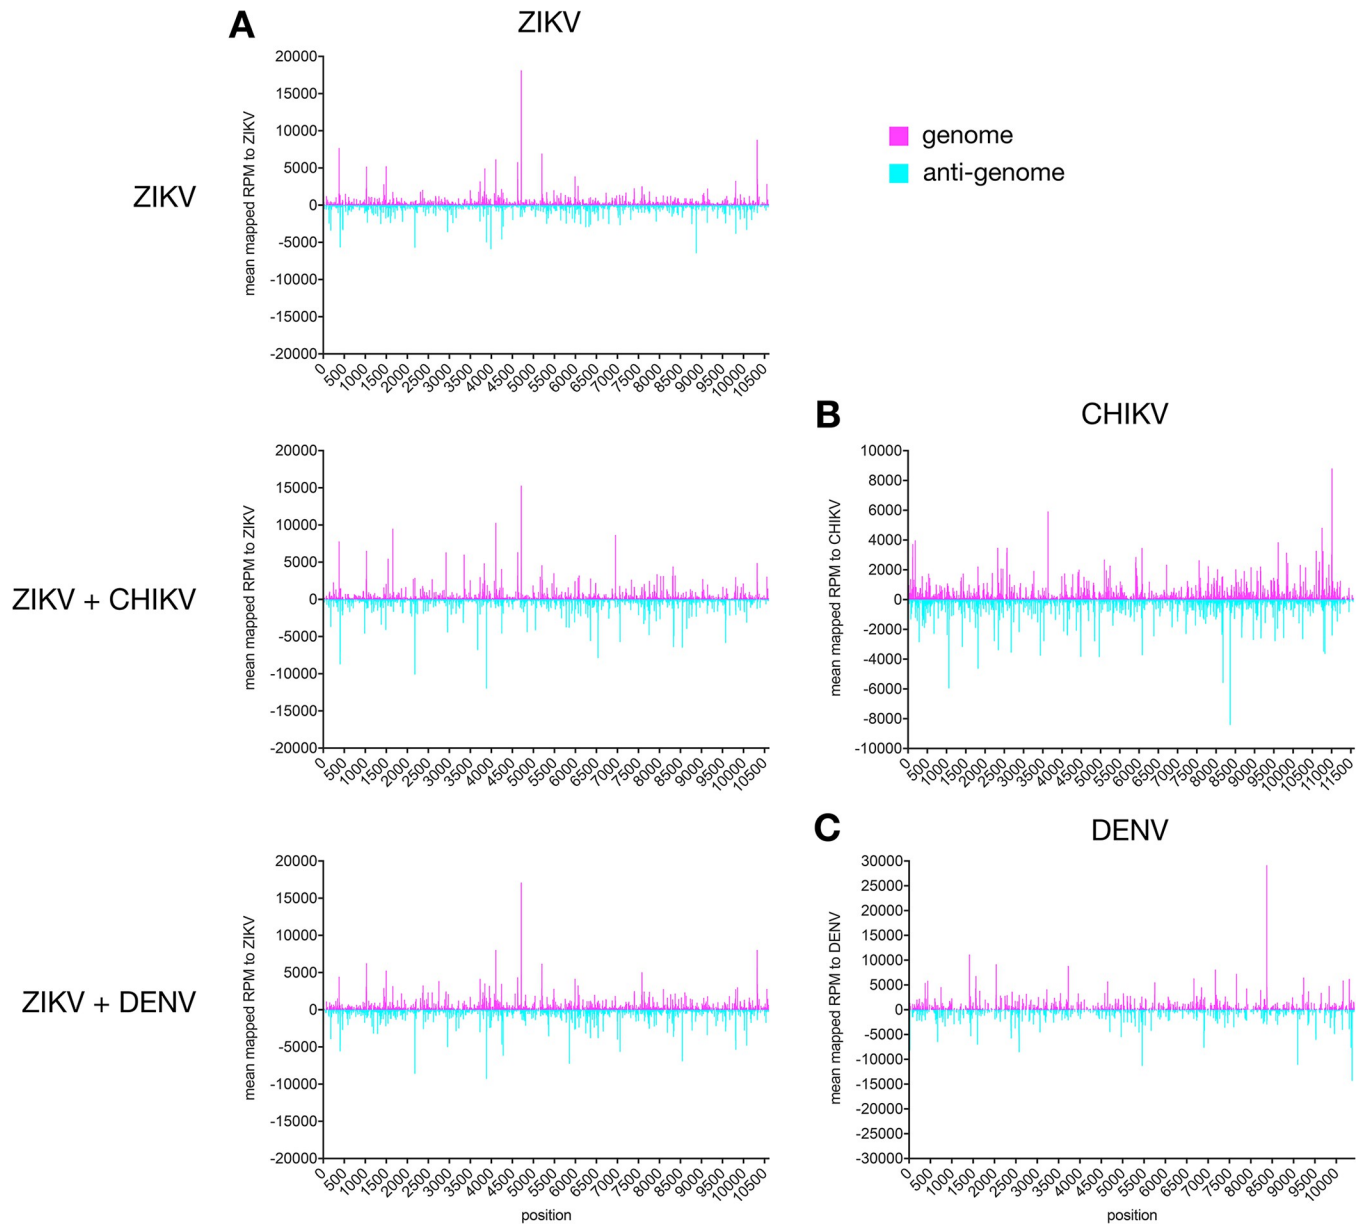 A
ZIKV
genome
anti-genome
ZIKV
mean mapped RPM to ZIKV
20000
15000
10000
5000
0
-5000
-10000
-15000
-20000
0 500 1000 1500 2000 2500 3000 3500 4000 4500 5000 5500 6000 6500 7000 7500 8000 8500 9000 9500 10000 10500
ZIKV + CHIKV
mean mapped RPM to ZIKV
20000
15000
10000
5000
0
-5000
-10000
-15000
-20000
0 500 1000 1500 2000 2500 3000 3500 4000 4500 5000 5500 6000 6500 7000 7500 8000 8500 9000 9500 10000 10500
B
CHIKV
mean mapped RPM to CHIKV
10000
8000
6000
4000
2000
0
-2000
-4000
-6000
-8000
-10000
0 500 1000 1500 2000 2500 3000 3500 4000 4500 5000 5500 6000 6500 7000 7500 8000 8500 9000 9500 10000 10500 11000 11500
ZIKV + DENV
mean mapped RPM to ZIKV
20000
15000
10000
5000
0
-5000
-10000
-15000
-20000
0 500 1000 1500 2000 2500 3000 3500 4000 4500 5000 5500 6000 6500 7000 7500 8000 8500 9000 9500 10000 10500
position
C
DENV
mean mapped RPM to DENV
30000
25000
20000
15000
10000
5000
0
-5000
-10000
-15000
-20000
-25000
-30000
0 500 1000 1500 2000 2500 3000 3500 4000 4500 5000 5500 6000 6500 7000 7500 8000 8500 9000 9500 10000
position